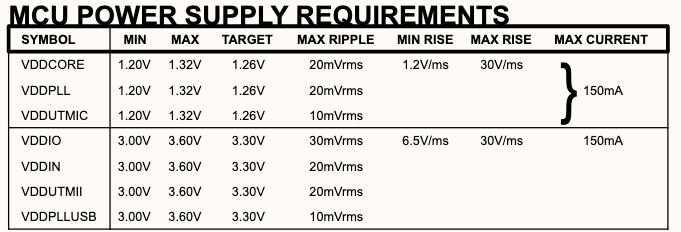 MCU POWER SUPPLY REQUIREMENTS
SYMBOL MIN MAX TARGET MAX RIPPLE MIN RISE MAX RISE MAX CURRENT
VDDCORE 1.20V 1.32V 1.26V 20mVrms 1.2V/ms 30V/ms
VDDPLL 1.20V 1.32V 1.26V 20mVrms } 150mA
VDDUTMIC 1.20V 1.32V 1.26V 10mVrms
VDDIO 3.00V 3.60V 3.30V 30mVrms 6.5V/ms 30V/ms 150mA
VDDIN 3.00V 3.60V 3.30V 20mVrms
VDDUTMII 3.00V 3.60V 3.30V 20mVrms
VDDPLLUSB 3.00V 3.60V 3.30V 10mVrms